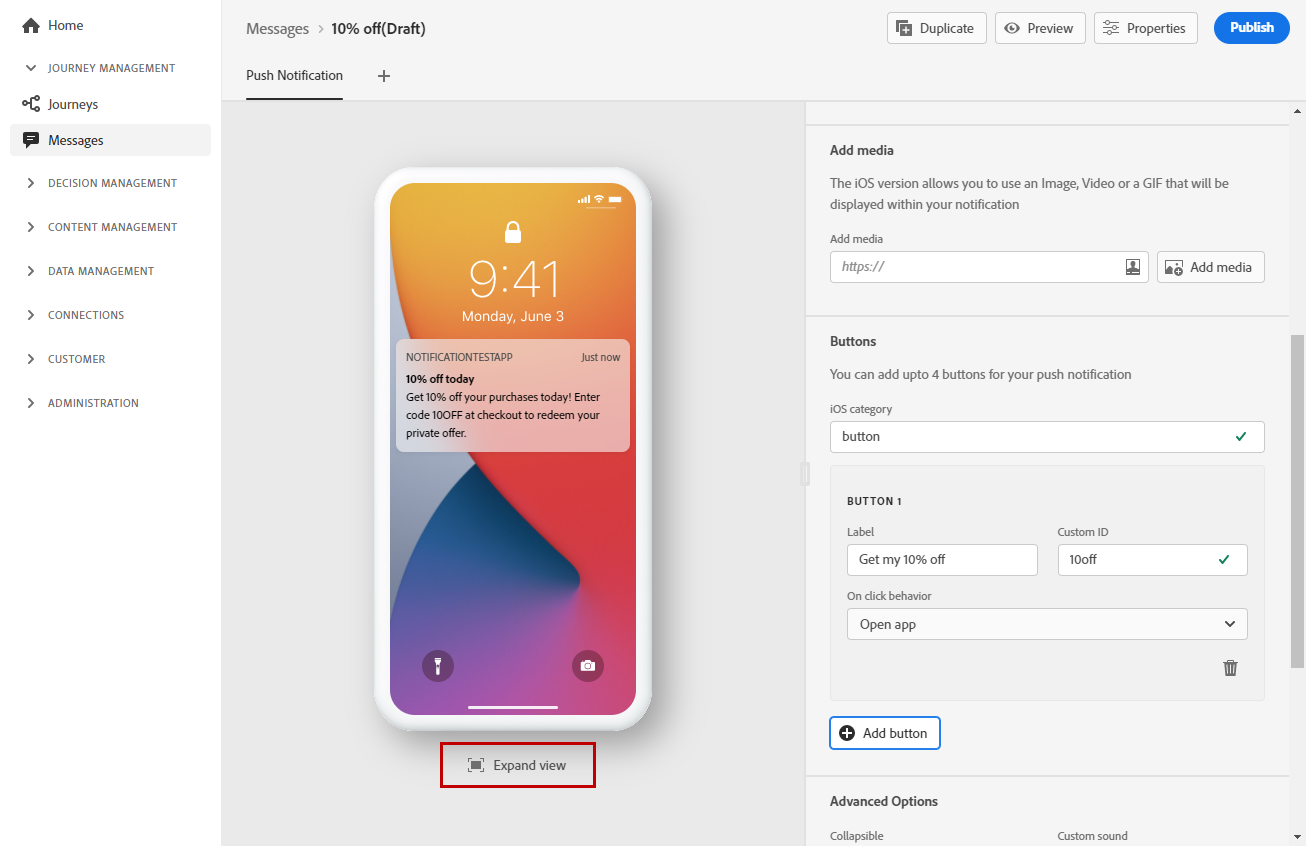 Home
JOURNEY MANAGEMENT
Journeys
Messages
DECISION MANAGEMENT
CONTENT MANAGEMENT
DATA MANAGEMENT
CONNECTIONS
CUSTOMER
ADMINISTRATION
Messages > 10% off(Draft)
Duplicate
Preview
Properties
Publish
Push Notification
9:41
Monday, June 3
NOTIFICATIONTESTAPP Just now
10% off today
Get 10% off your purchases today! Enter
code 10OFF at checkout to redeem your
private offer.
Expand view
Add media
The iOS version allows you to use an Image, Video or a GIF that will be
displayed within your notification
Add media
https://
Add media
Buttons
You can add upto 4 buttons for your push notification
iOS category
button
BUTTON 1
Label Custom ID
Get my 10% off 10off
On click behavior
Open app
Add button
Advanced Options
Collapsible Custom sound